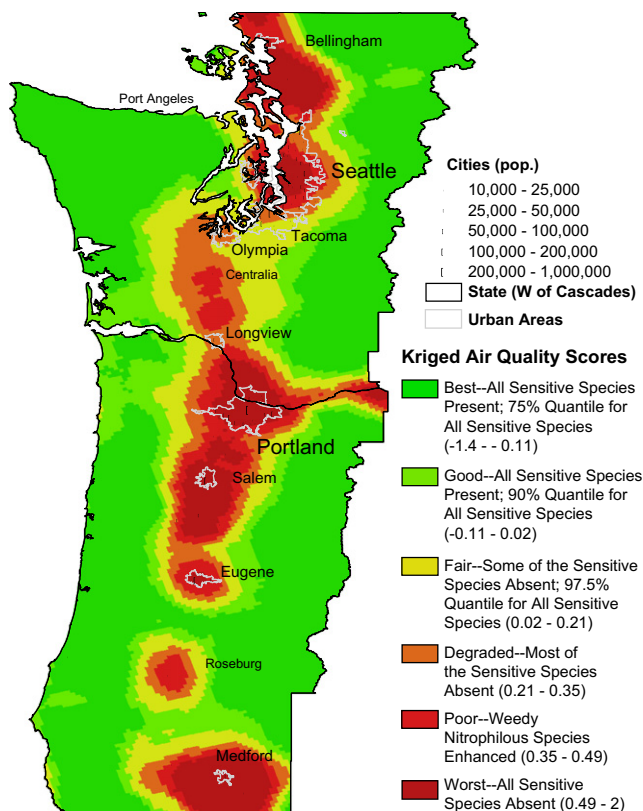 Bellingham
Port Angeles
Seattle
Tacoma
Olympia
Centralia
Longview
Portland
Salem
Eugene
Roseburg
Medford
Cities (pop.)
10,000 - 25,000
25,000 - 50,000
50,000 - 100,000
100,000 - 200,000
200,000 - 1,000,000
State (W of Cascades)
Urban Areas
Kriged Air Quality Scores
Best--All Sensitive Species
Present; 75% Quantile for
All Sensitive Species
(-1.4 - - 0.11)
Good--All Sensitive Species
Present; 90% Quantile for
All Sensitive Species
(-0.11 - 0.02)
Fair--Some of the Sensitive
Species Absent; 97.5%
Quantile for All Sensitive
Species (0.02 - 0.21)
Degraded--Most of
the Sensitive Species
Absent (0.21 - 0.35)
Poor--Weedy
Nitrophilous Species
Enhanced (0.35 - 0.49)
Worst--All Sensitive
Species Absent (0.49 - 2)